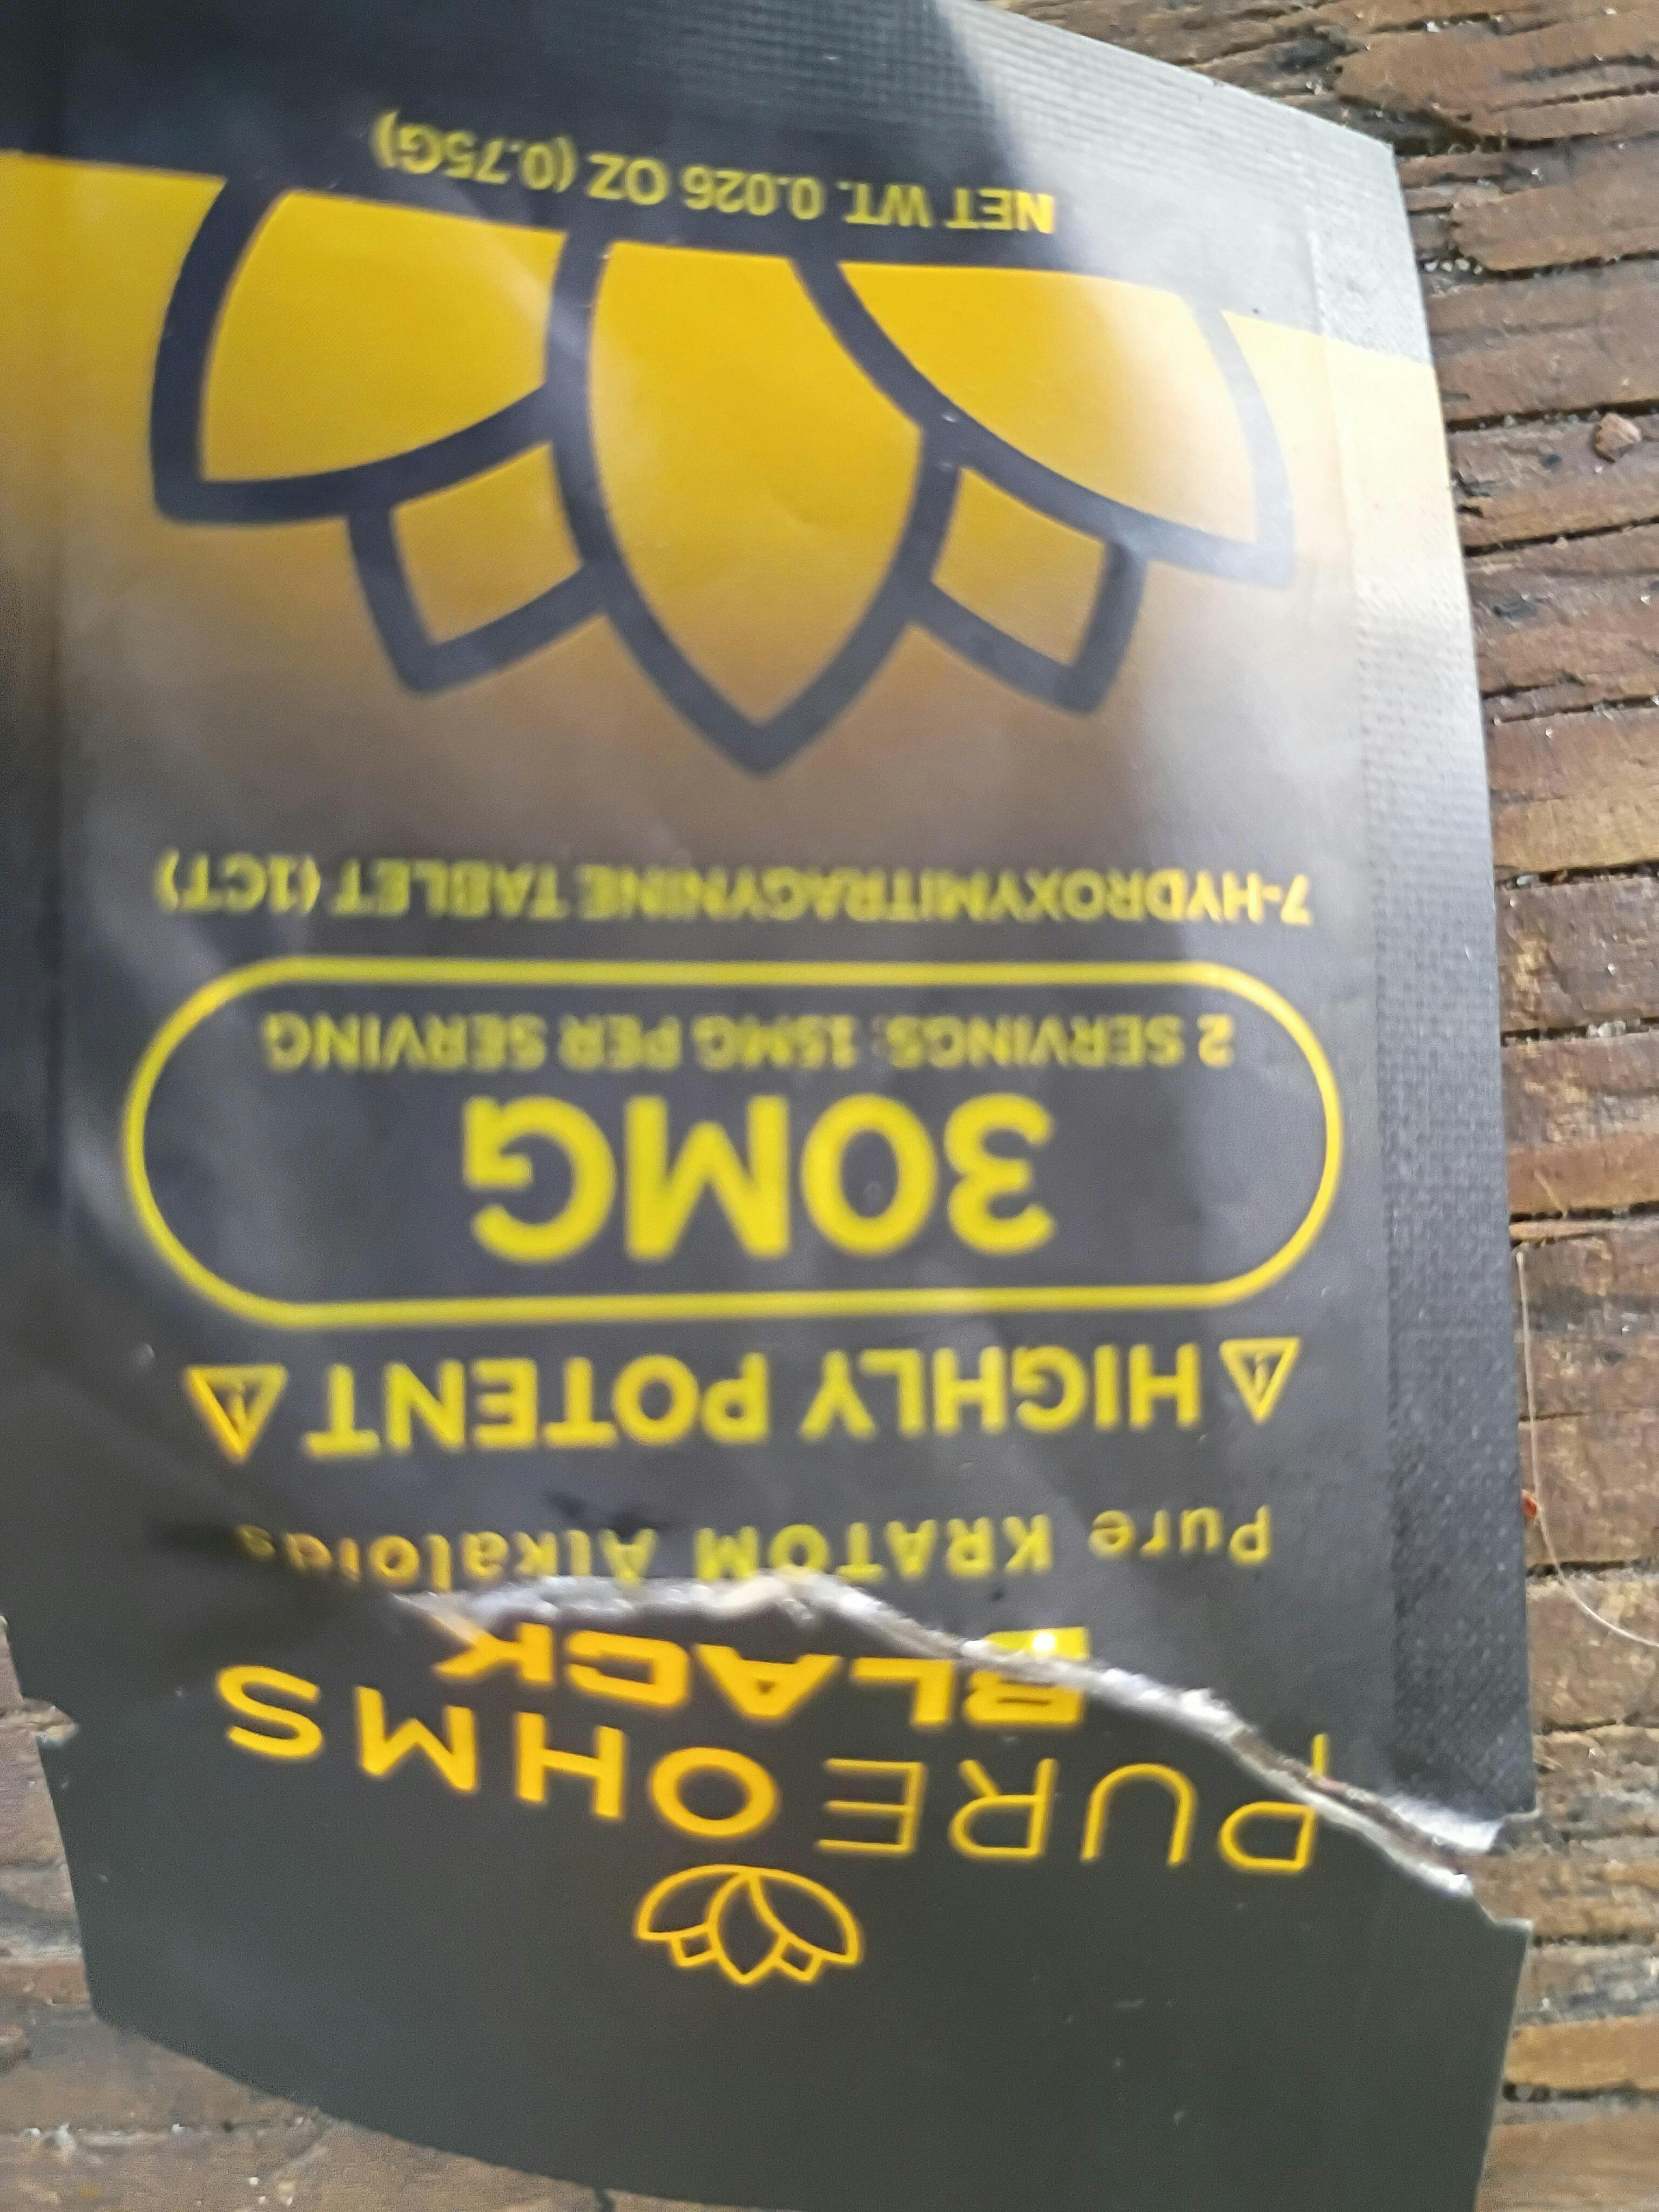 PURE OHMS
BLACK
Pure KRATOM Alkaloids
HIGHLY POTENT
30MG
2 SERVINGS: 15MG PER SERVING
7-HYDROXYMITRAGYNINE TABLET (1CT)
NET WT. 0.026 OZ (0.75G)